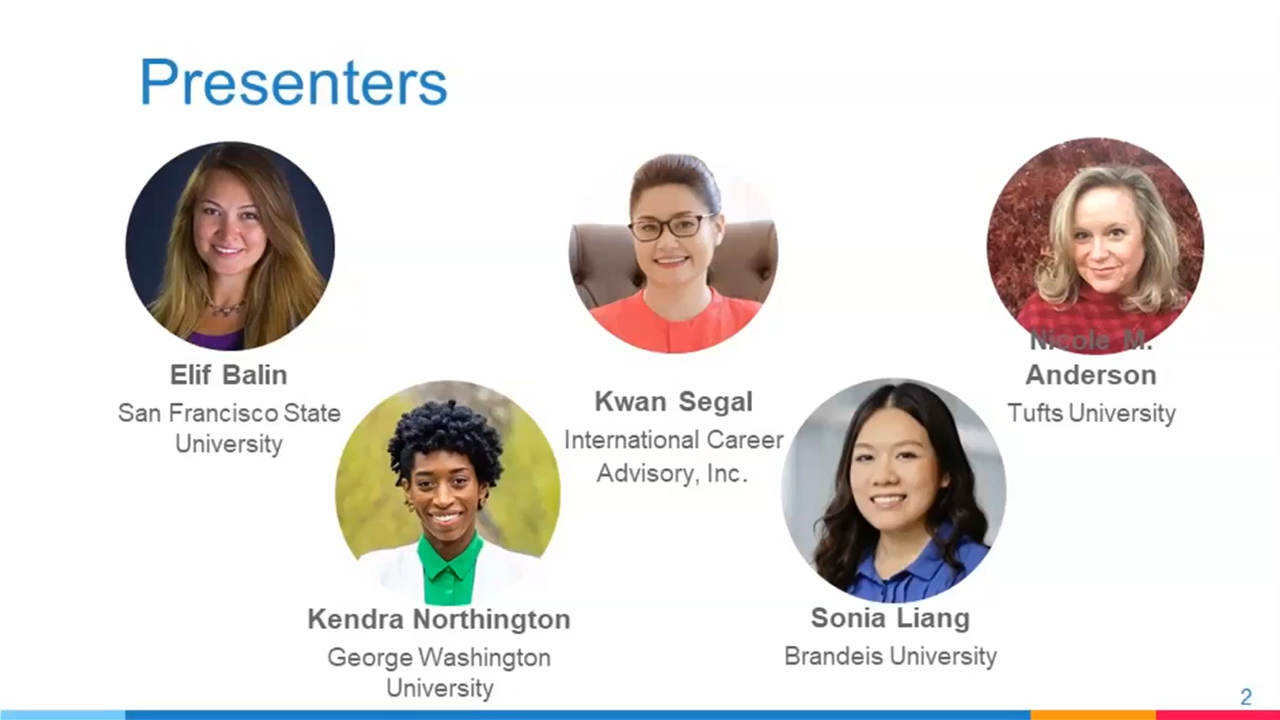 Presenters
Elif Balin
San Francisco State
University
Kwan Segal
International Career
Advisory, Inc.
Nicole M.
Anderson
Tufts University
Kendra Northington
George Washington
University
Sonia Liang
Brandeis University
2